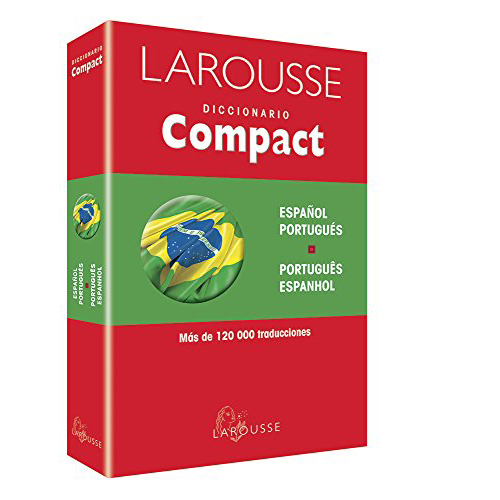 DICCIONARIO
Compact
ESPAÑOL
PORTUGUÉS
PORTUGUÊS
ESPANHOL
LAROUSSE
DICCIONARIO
Compact
ESPAÑOL
PORTUGUÉS
PORTUGUÊS
ESPANHOL
Más de 120 000 traducciones
LAROUSSE